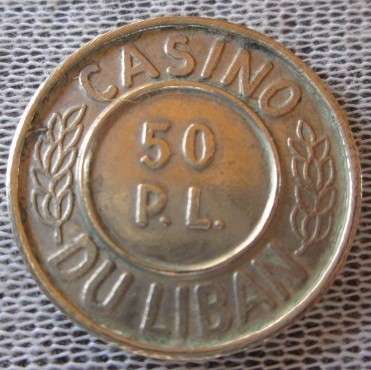 CASINO
50
P.L.
DU LIBAN